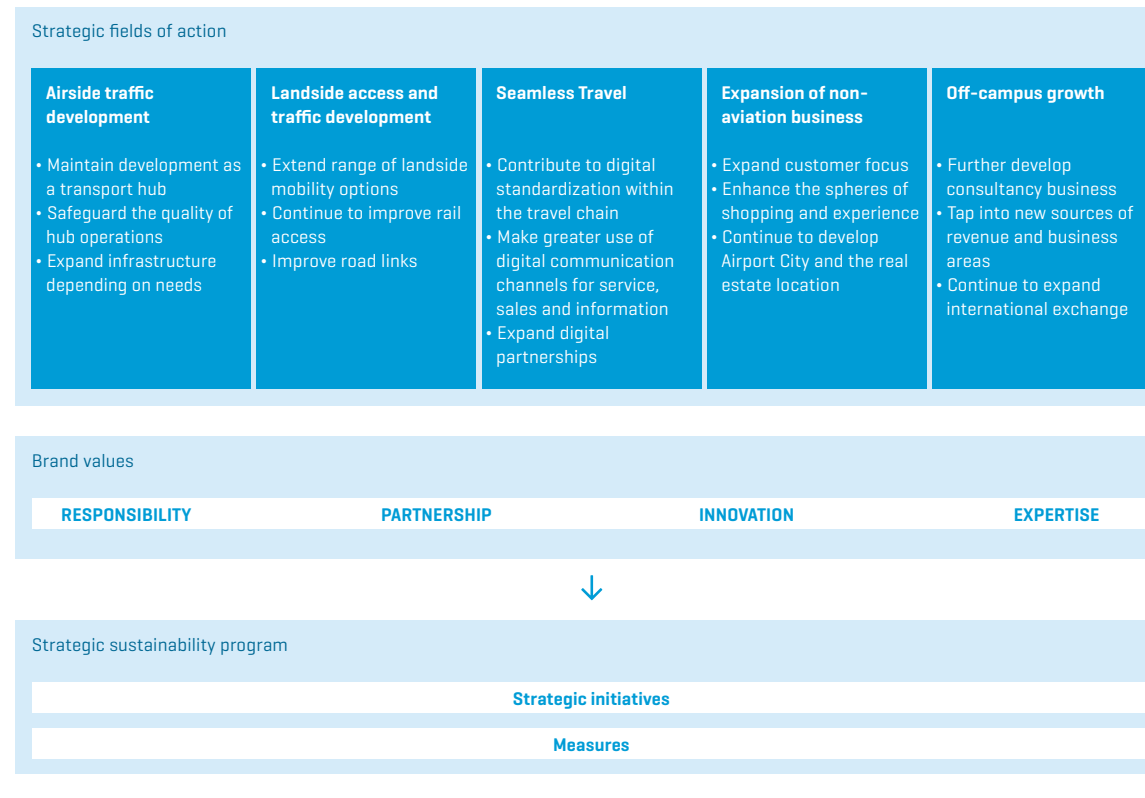 Strategic fields of action
Airside traffic
development
• Maintain development as
a transport hub
• Safeguard the quality of
hub operations
• Expand infrastructure
depending on needs
Landside access and
traffic development
• Extend range of landside
mobility options
• Continue to improve rail
access
• Improve road links
Seamless Travel
• Contribute to digital
standardization within
the travel chain
• Make greater use of
digital communication
channels for service,
sales and information
• Expand digital
partnerships
Expansion of non-
aviation business
• Expand customer focus
• Enhance the spheres of
shopping and experience
• Continue to develop
Airport City and the real
estate location
Off-campus growth
• Further develop
consultancy business
• Tap into new sources of
revenue and business
areas
• Continue to expand
international exchange
Brand values
RESPONSIBILITY
PARTNERSHIP
INNOVATION
EXPERTISE
Strategic sustainability program
Strategic initiatives
Measures